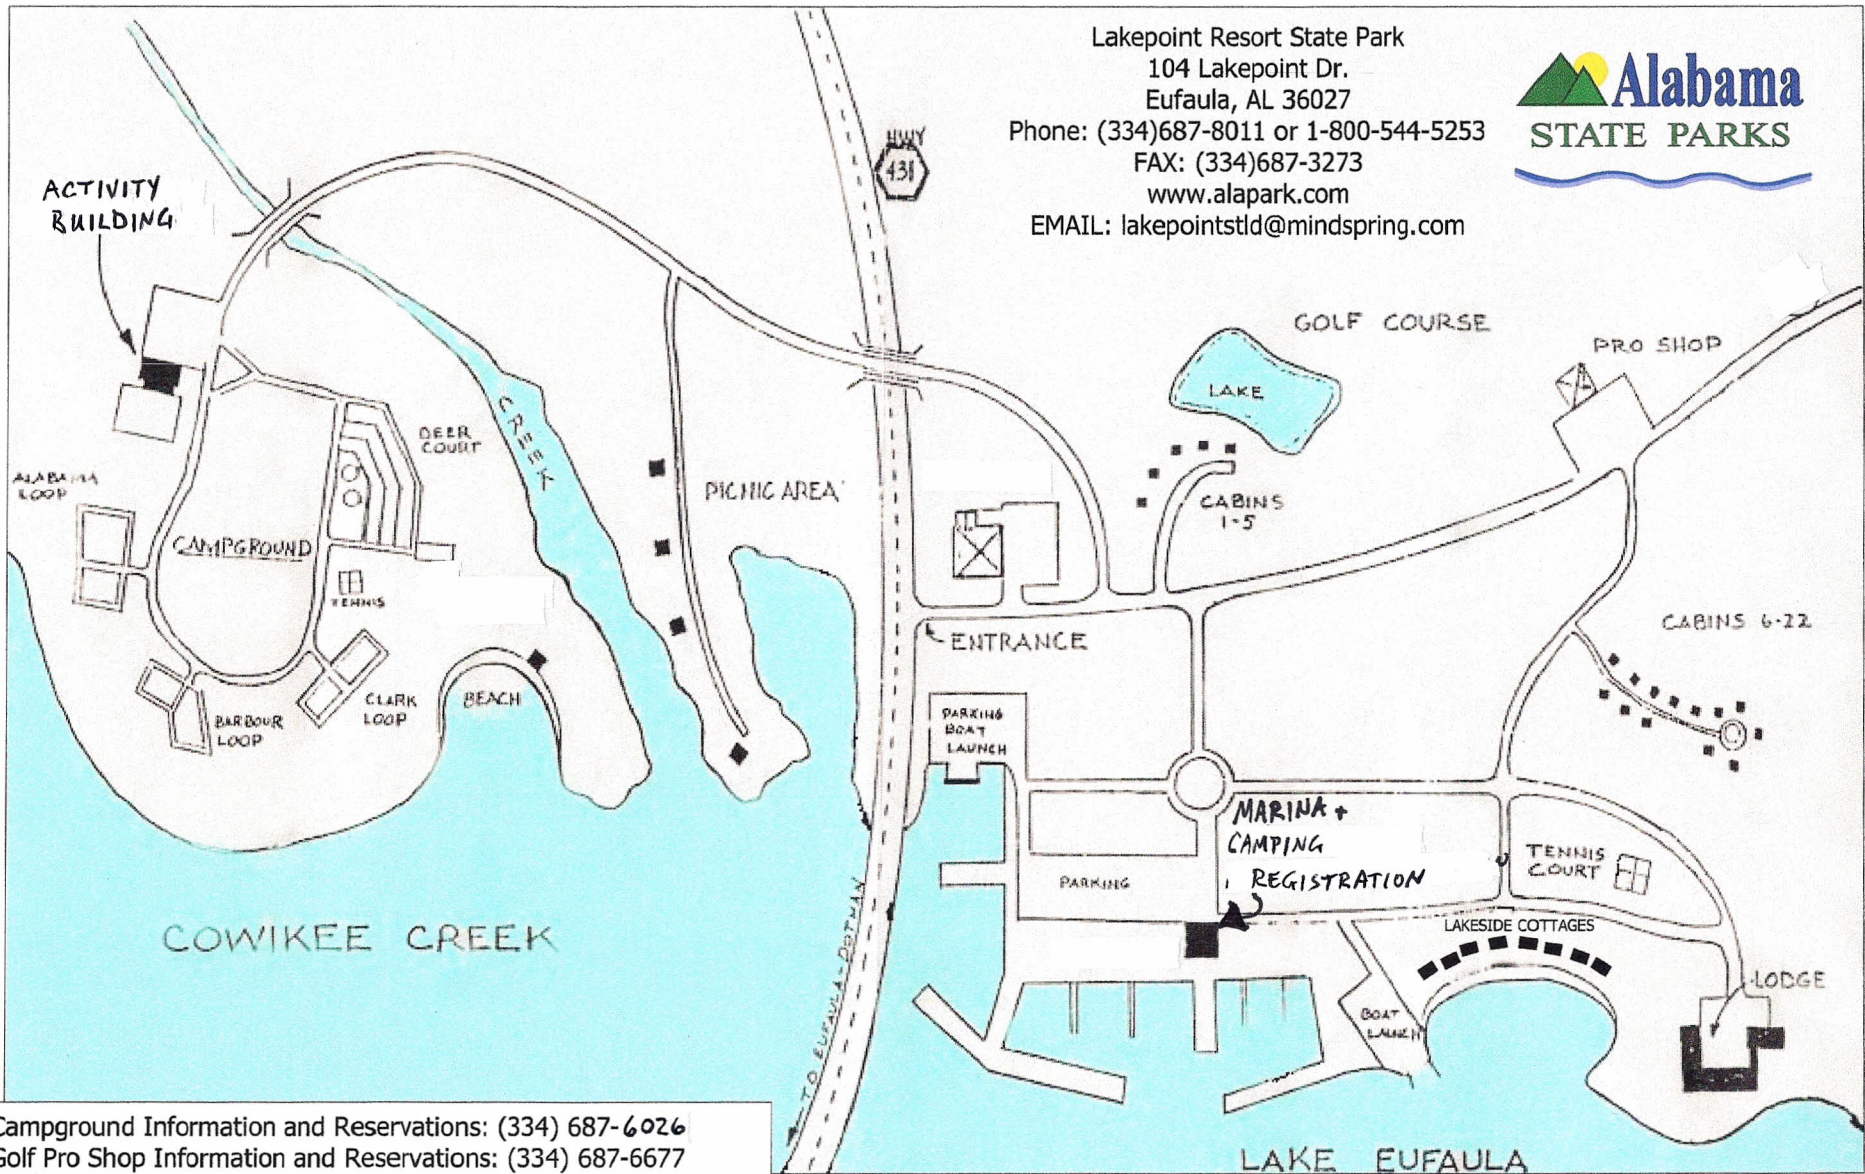 Lakepoint Resort State Park
104 Lakepoint Dr.
Eufaula, AL 36027
Phone: (334)687-8011 or 1-800-544-5253
FAX: (334)687-3273
www.alapark.com
EMAIL: lakepointstld@mindspring.com
Alabama
STATE PARKS
HWY
431
ACTIVITY
BUILDING
GOLF COURSE
PRO SHOP
LAKE
CREEK
DEER
COURT
ALABAMA
LOOP
PICNIC AREA
CABINS
1-5
CAMPGROUND
TENNIS
ENTRANCE
CABINS 6-22
BEACH
CLARK
LOOP
BARBOUR
LOOP
PARKING
BOAT
LAUNCH
MARINA +
CAMPING
REGISTRATION
PARKING
TENNIS
COURT
LAKESIDE COTTAGES
COWIKEE CREEK
TO EUFAULA-DOTHAN
LODGE
BOAT
LAUNCH
Campground Information and Reservations: (334) 687-6026
Golf Pro Shop Information and Reservations: (334) 687-6677
LAKE EUFAULA